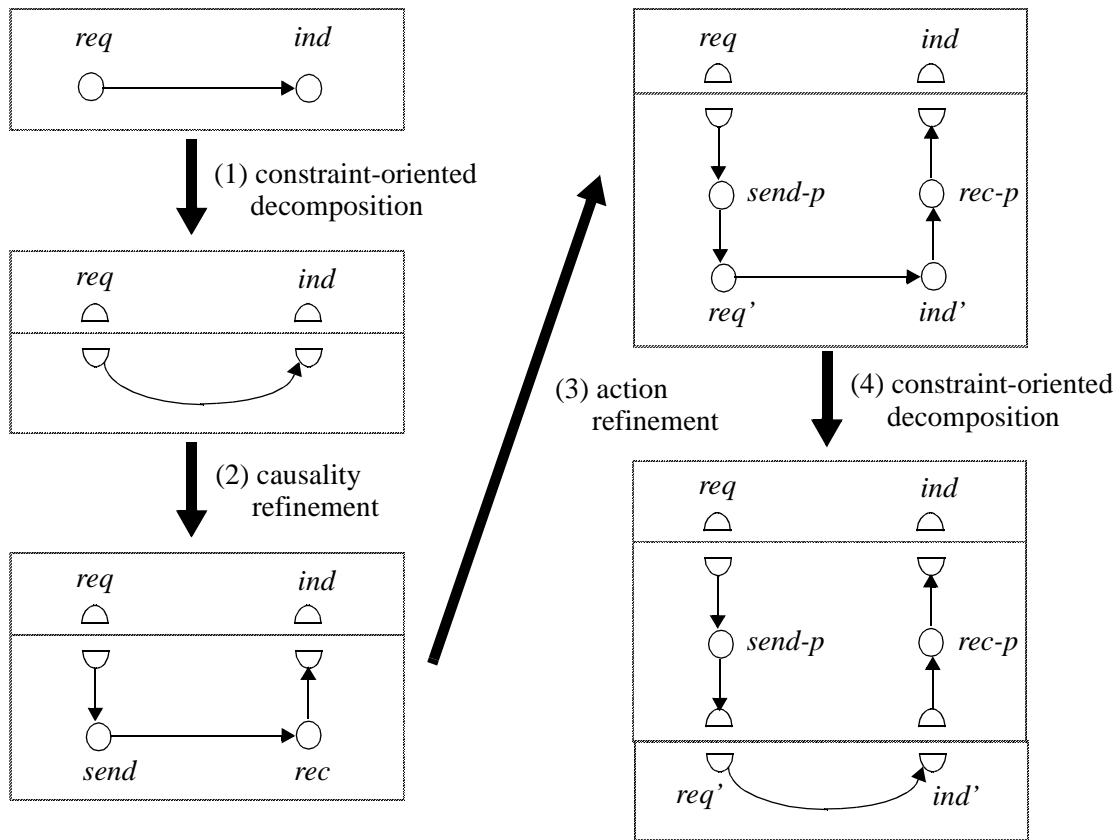 req ind
(1) constraint-oriented
decomposition
req ind
(2) causality
refinement
req ind
send rec
(3) action
refinement
req ind
send-p rec-p
req’ ind’
(4) constraint-oriented
decomposition
req ind
send-p rec-p
req’ ind’